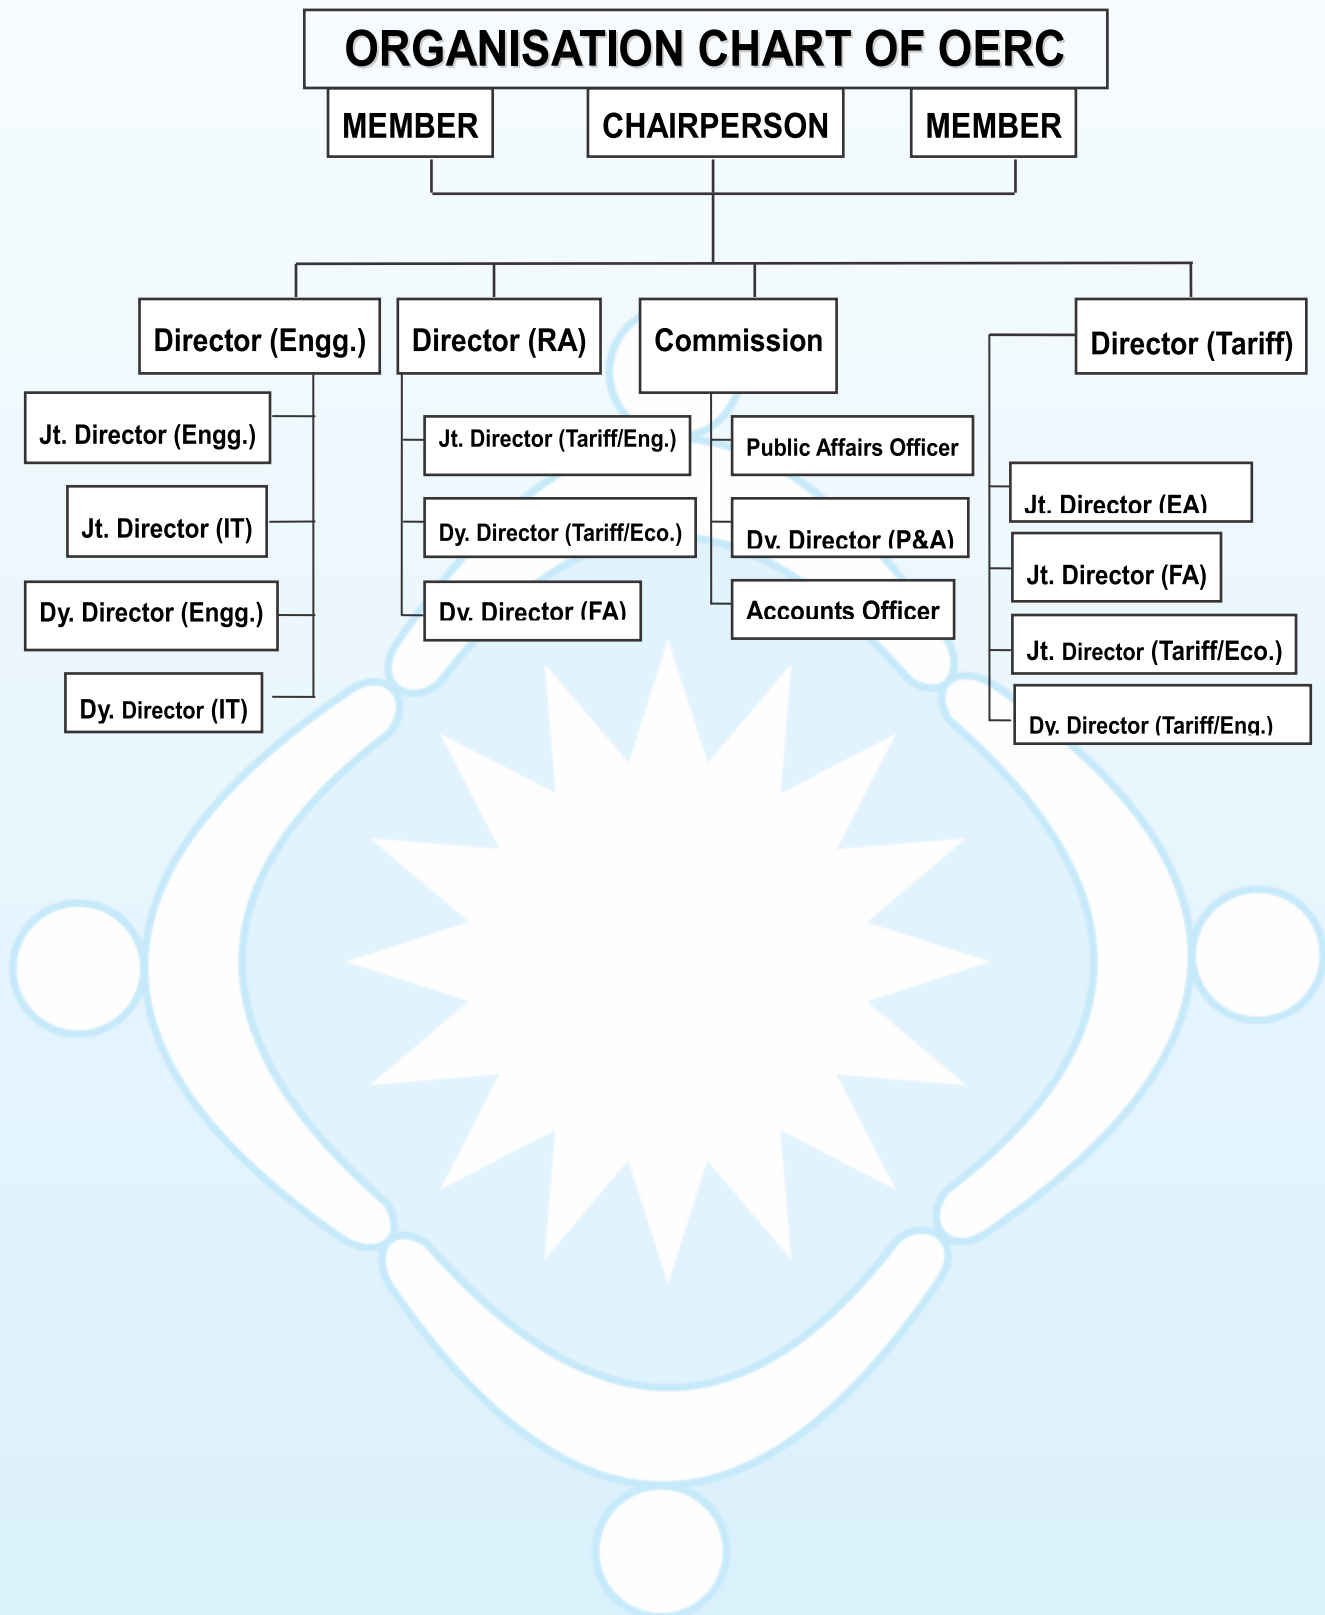 ORGANISATION CHART OF OERC
MEMBER
CHAIRPERSON
MEMBER
Director (Engg.)
Director (RA)
Commission
Director (Tariff)
Jt. Director (Engg.)
Jt. Director (IT)
Dy. Director (Engg.)
Dy. Director (IT)
Jt. Director (Tariff/Eng.)
Dy. Director (Tariff/Eco.)
Dy. Director (FA)
Public Affairs Officer
Dy. Director (P&A)
Accounts Officer
Jt. Director (EA)
Jt. Director (FA)
Jt. Director (Tariff/Eco.)
Dy. Director (Tariff/Eng.)